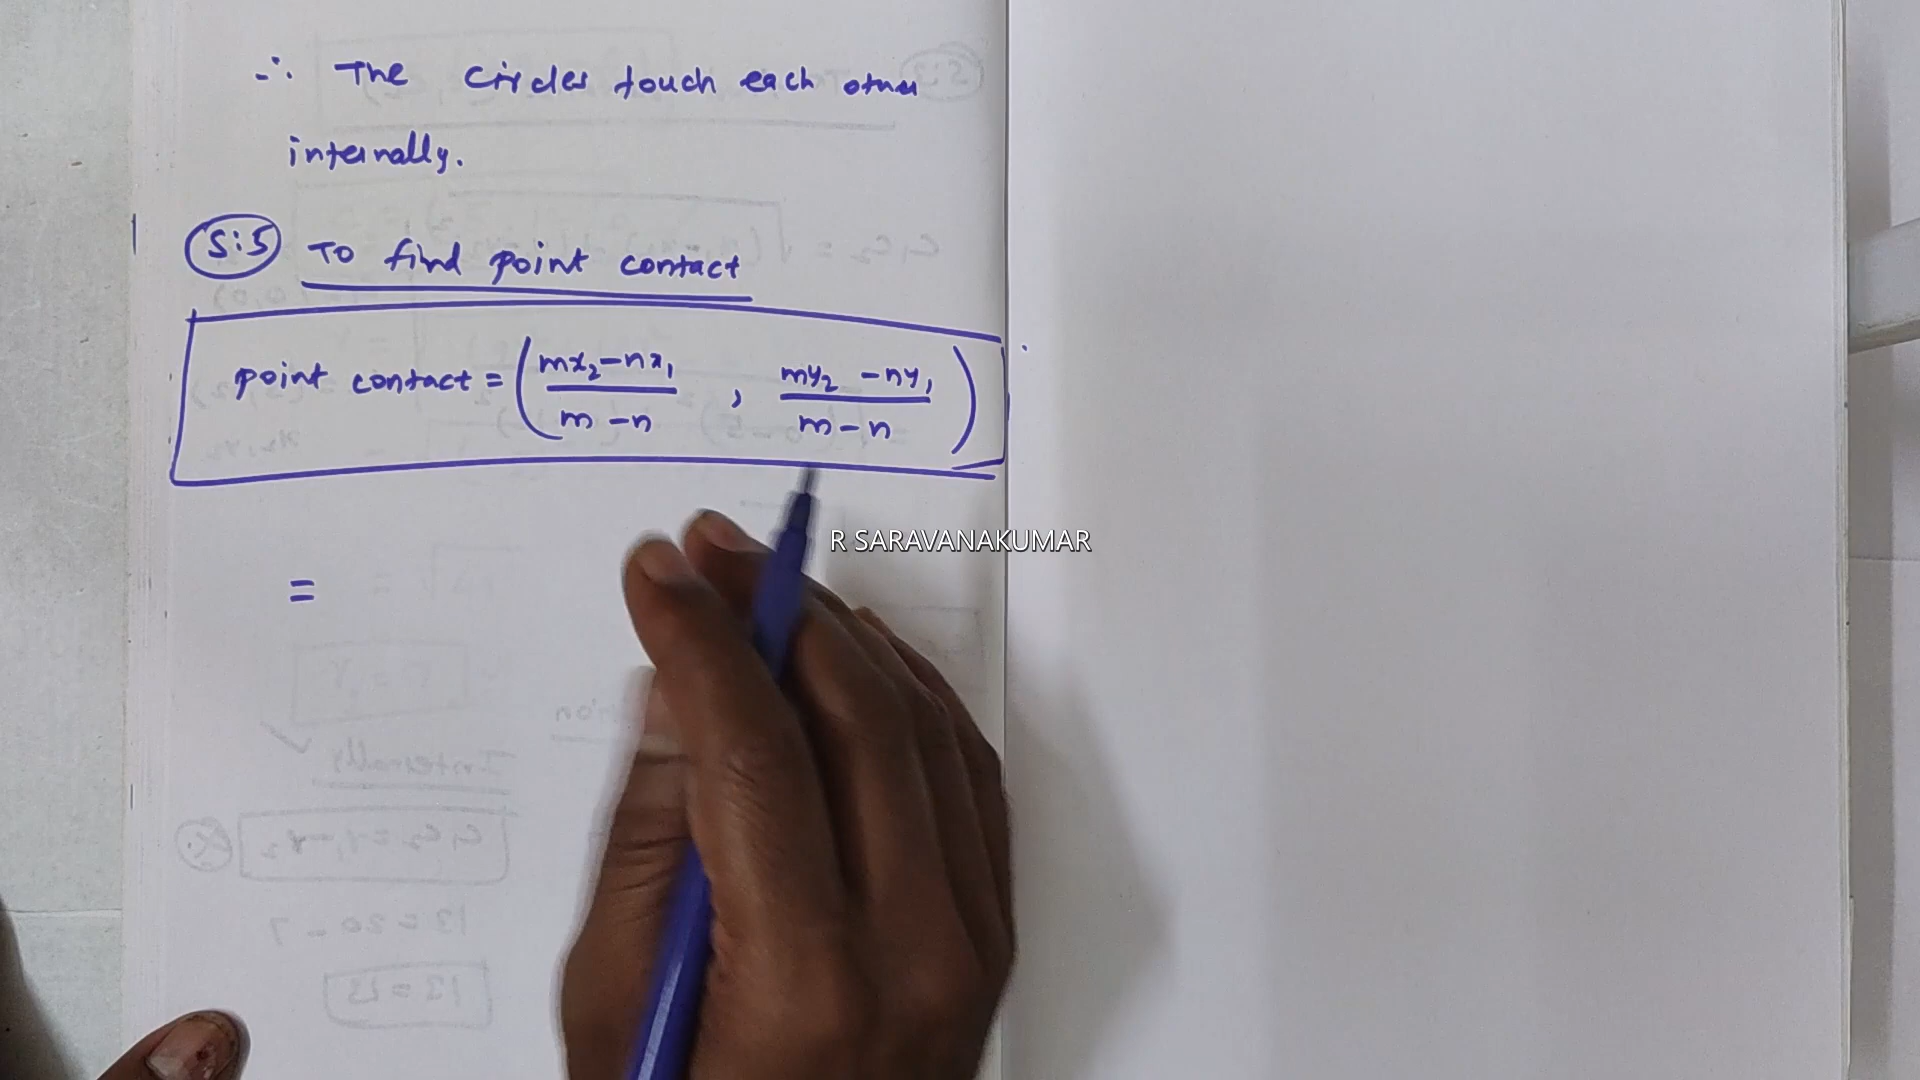 ∴ The circles touch each other
internally.
S:5 To find point contact
point contact = (mx₂-nx₁/m-n, my₂-ny₁/m-n)
R SARAVANAKUMAR
=